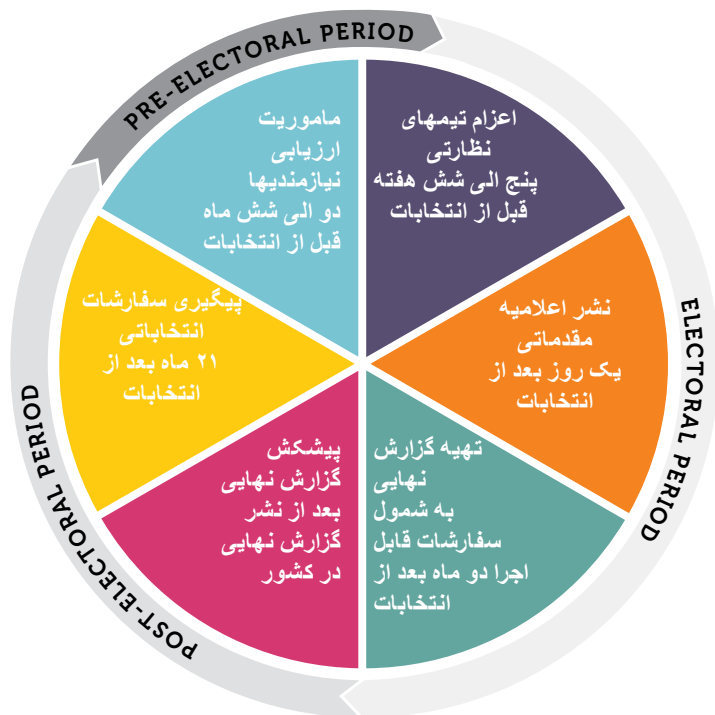 PRE-ELECTORAL PERIOD
ماموریت
ارزیابی
نیازمندیها
دو الی شش ماه
قبل از انتخابات
اعزام تیمهای
نظارتی
پنج الی شش هفته
قبل از انتخابات
ELECTORAL PERIOD
نشر اعلامیه
مقدماتی
یک روز بعد از
انتخابات
تهیه گزارش
نهایی
به شمول
سفارشات قابل
اجرا دو ماه بعد از
انتخابات
پیشکش
گزارش نهایی
بعد از نشر
گزارش نهایی
در کشور
POST-ELECTORAL PERIOD
پیگیری سفارشات
انتخاباتی
۲۱ ماه بعد از
انتخابات